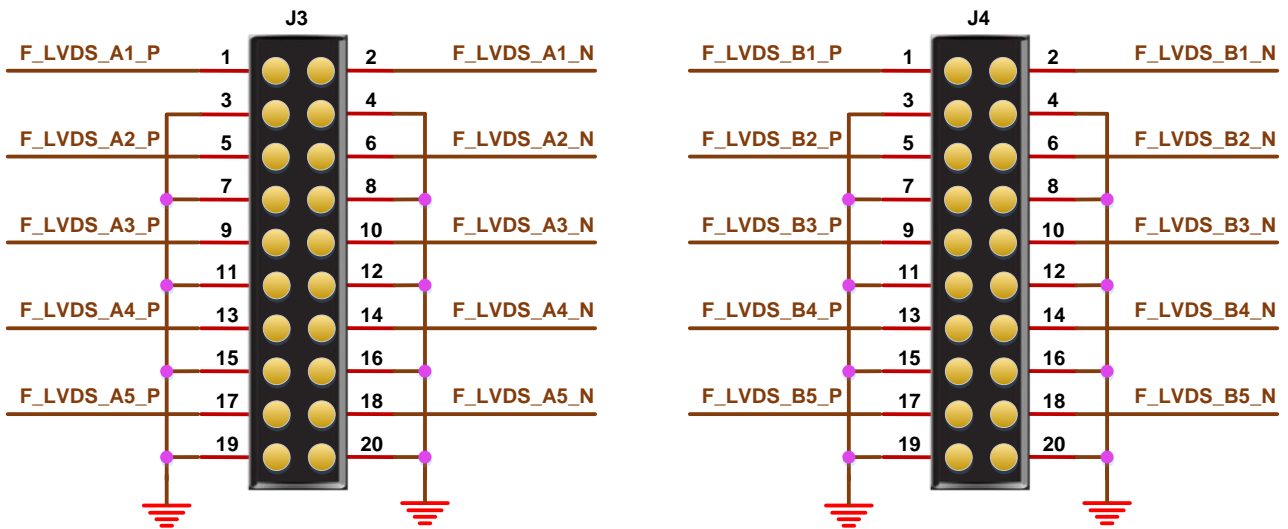 J3 J4
F_LVDS_A1_P 1 2 F_LVDS_A1_N F_LVDS_B1_P 1 2 F_LVDS_B1_N
3 4 3 4
F_LVDS_A2_P 5 6 F_LVDS_A2_N F_LVDS_B2_P 5 6 F_LVDS_B2_N
7 8 7 8
F_LVDS_A3_P 9 10 F_LVDS_A3_N F_LVDS_B3_P 9 10 F_LVDS_B3_N
11 12 11 12
F_LVDS_A4_P 13 14 F_LVDS_A4_N F_LVDS_B4_P 13 14 F_LVDS_B4_N
15 16 15 16
F_LVDS_A5_P 17 18 F_LVDS_A5_N F_LVDS_B5_P 17 18 F_LVDS_B5_N
19 20 19 20